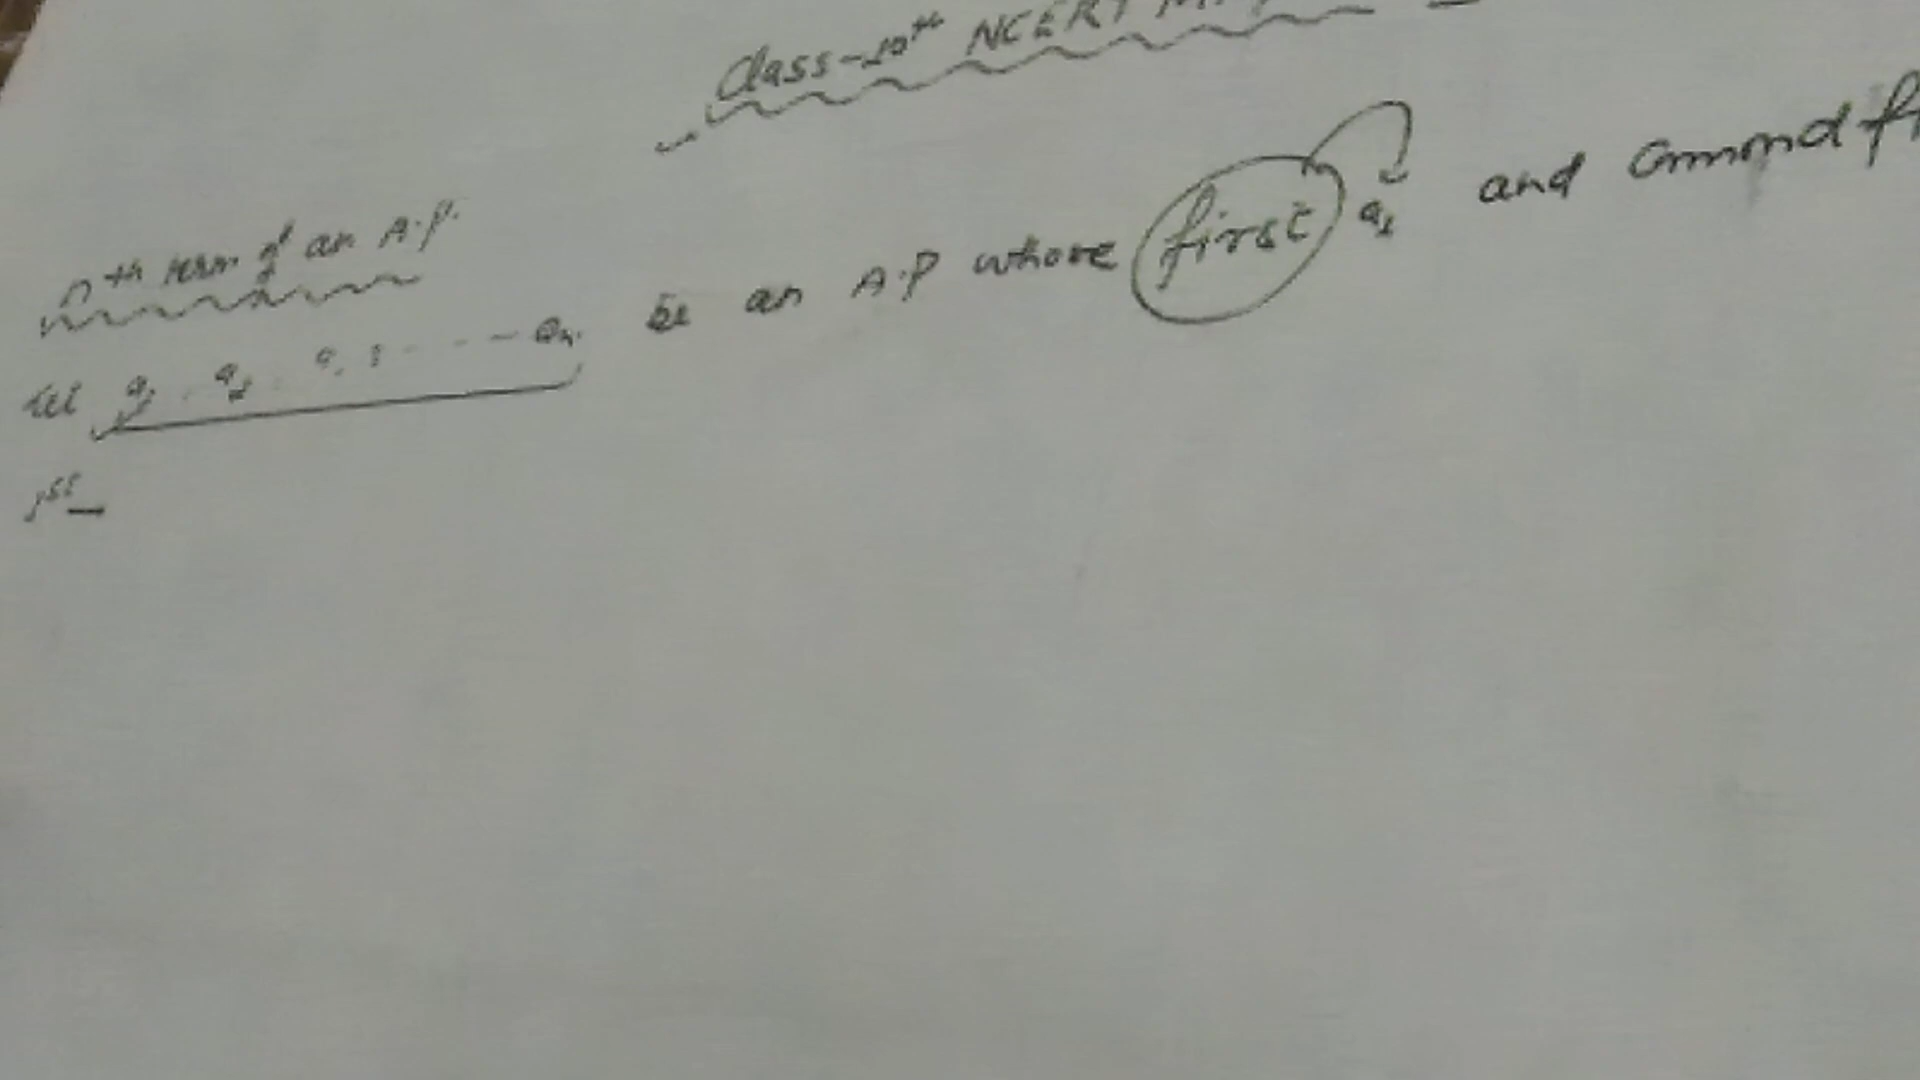 Class-10th NCERT
nth term of an A.P.
Let a1, a2, a3, ---- an. be an A.P whose first a1 and common d
1st